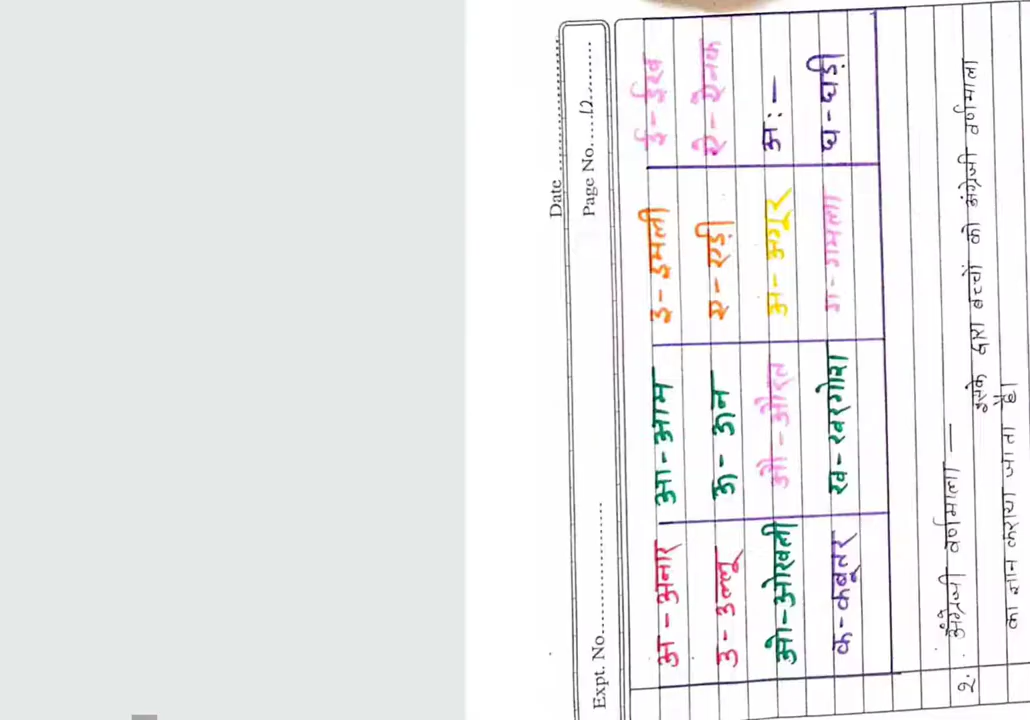 Date
Expt. No. Page No. 12
अ - अनार आ - आम इ - इमली ई - ईख
उ - उल्लू ऊ - ऊन ए - एड़ी ऐ - ऐनक
ओ - ओखली औ - औरत अं - अंगूर अः -
क - कबूतर ख - खरगोश ग - गमला घ - घड़ी
2. अंग्रेजी वर्णमाला —
इसके द्वारा बच्चों को अंग्रेजी वर्णमाला
का ज्ञान कराया जाता है।